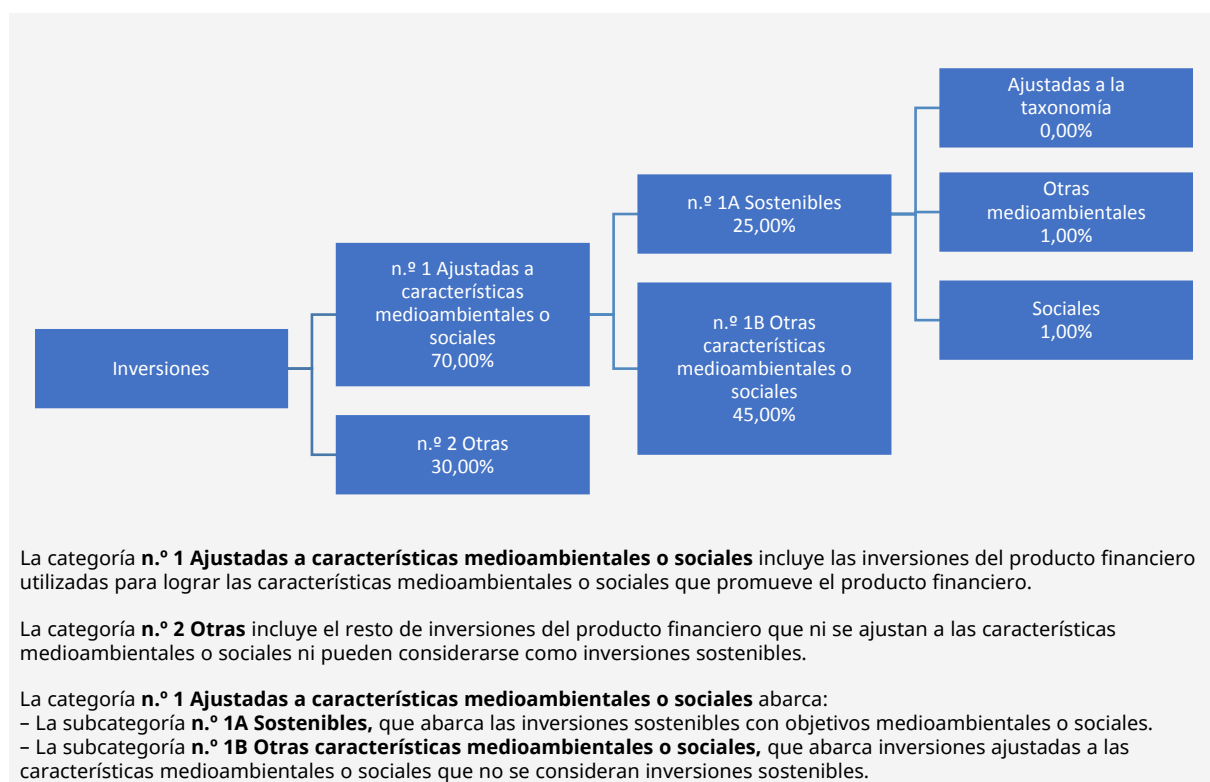 Inversiones
n.º 1 Ajustadas a
características
medioambientales o
sociales
70,00%
n.º 2 Otras
30,00%
n.º 1A Sostenibles
25,00%
n.º 1B Otras
características
medioambientales o
sociales
45,00%
Ajustadas a la
taxonomía
0,00%
Otras
medioambientales
1,00%
Sociales
1,00%
La categoría n.º 1 Ajustadas a características medioambientales o sociales incluye las inversiones del producto financiero
utilizadas para lograr las características medioambientales o sociales que promueve el producto financiero.
La categoría n.º 2 Otras incluye el resto de inversiones del producto financiero que ni se ajustan a las características
medioambientales o sociales ni pueden considerarse como inversiones sostenibles.
La categoría n.º 1 Ajustadas a características medioambientales o sociales abarca:
– La subcategoría n.º 1A Sostenibles, que abarca las inversiones sostenibles con objetivos medioambientales o sociales.
– La subcategoría n.º 1B Otras características medioambientales o sociales, que abarca inversiones ajustadas a las
características medioambientales o sociales que no se consideran inversiones sostenibles.